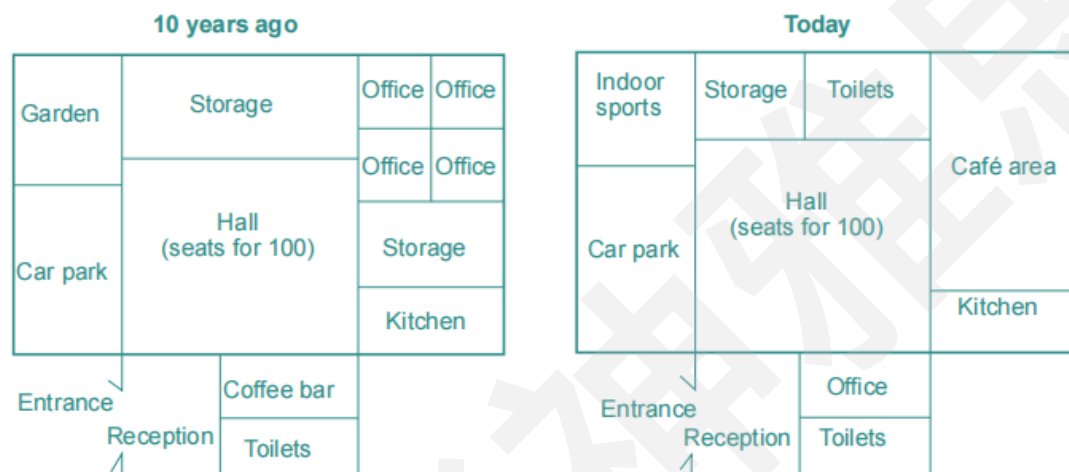 10 years ago
Garden
Storage
Office Office
Office Office
Hall
(seats for 100)
Storage
Car park
Kitchen
Coffee bar
Entrance
Reception
Toilets
Today
Indoor
sports
Storage
Toilets
Café area
Hall
(seats for 100)
Car park
Kitchen
Office
Entrance
Reception
Toilets